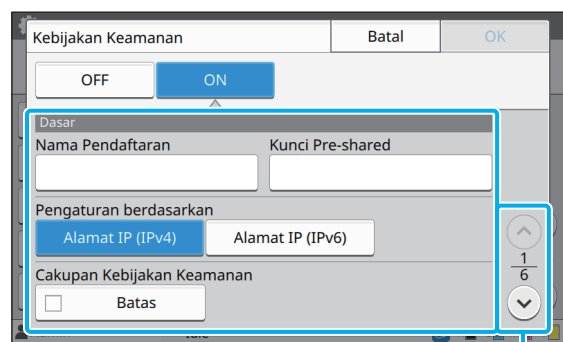 Kebijakan Keamanan Batal OK
OFF ON
Dasar
Nama Pendaftaran Kunci Pre-shared
Pengaturan berdasarkan
Alamat IP (IPv4) Alamat IP (IPv6)
1
6
Cakupan Kebijakan Keamanan
Batas